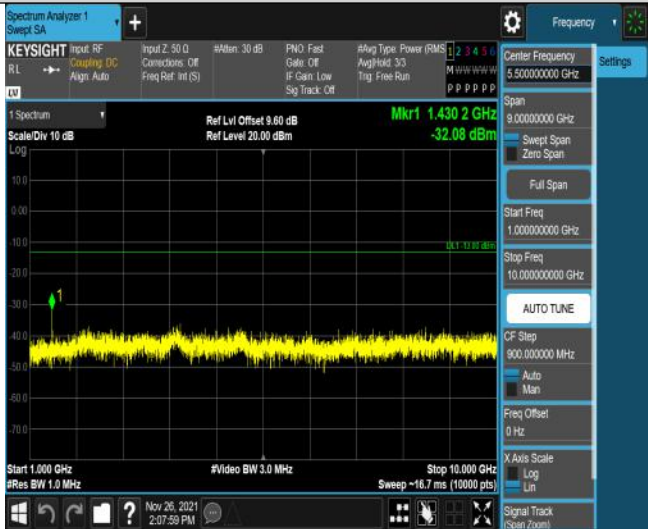 Spectrum Analyzer 1
Swept SA
+
Frequency
KEYSIGHT
RL
Input: RF
Coupling: DC
Align: Auto
Input Z: 50 Ω
Corrections: Off
Freq Ref: Int (S)
#Atten: 30 dB
PNO: Fast
Gate: Off
IF Gain: Low
Sig Track: Off
#Avg Type: Power (RMS
Avg|Hold: 3/3
Trig: Free Run
1 2 3 4 5 6
M W W W W W
P P P P P P
LV
1 Spectrum
Scale/Div 10 dB
Log
Ref Lvl Offset 9.60 dB
Ref Level 20.00 dBm
Mkr1 1.430 2 GHz
-32.08 dBm
10.0
0.00
-10.0
-20.0
-30.0
-40.0
-50.0
-60.0
-70.0
DL1 -13.00 dBm
1
Start 1.000 GHz
#Res BW 1.0 MHz
#Video BW 3.0 MHz
Stop 10.000 GHz
Sweep ~16.7 ms (10000 pts)
?
Nov 26, 2021
2:07:59 PM
Center Frequency
5.500000000 GHz
Settings
Span
9.00000000 GHz
Swept Span
Zero Span
Full Span
Start Freq
1.000000000 GHz
Stop Freq
10.000000000 GHz
AUTO TUNE
CF Step
900.000000 MHz
Auto
Man
Freq Offset
0 Hz
X Axis Scale
Log
Lin
Signal Track
(Span Zoom)